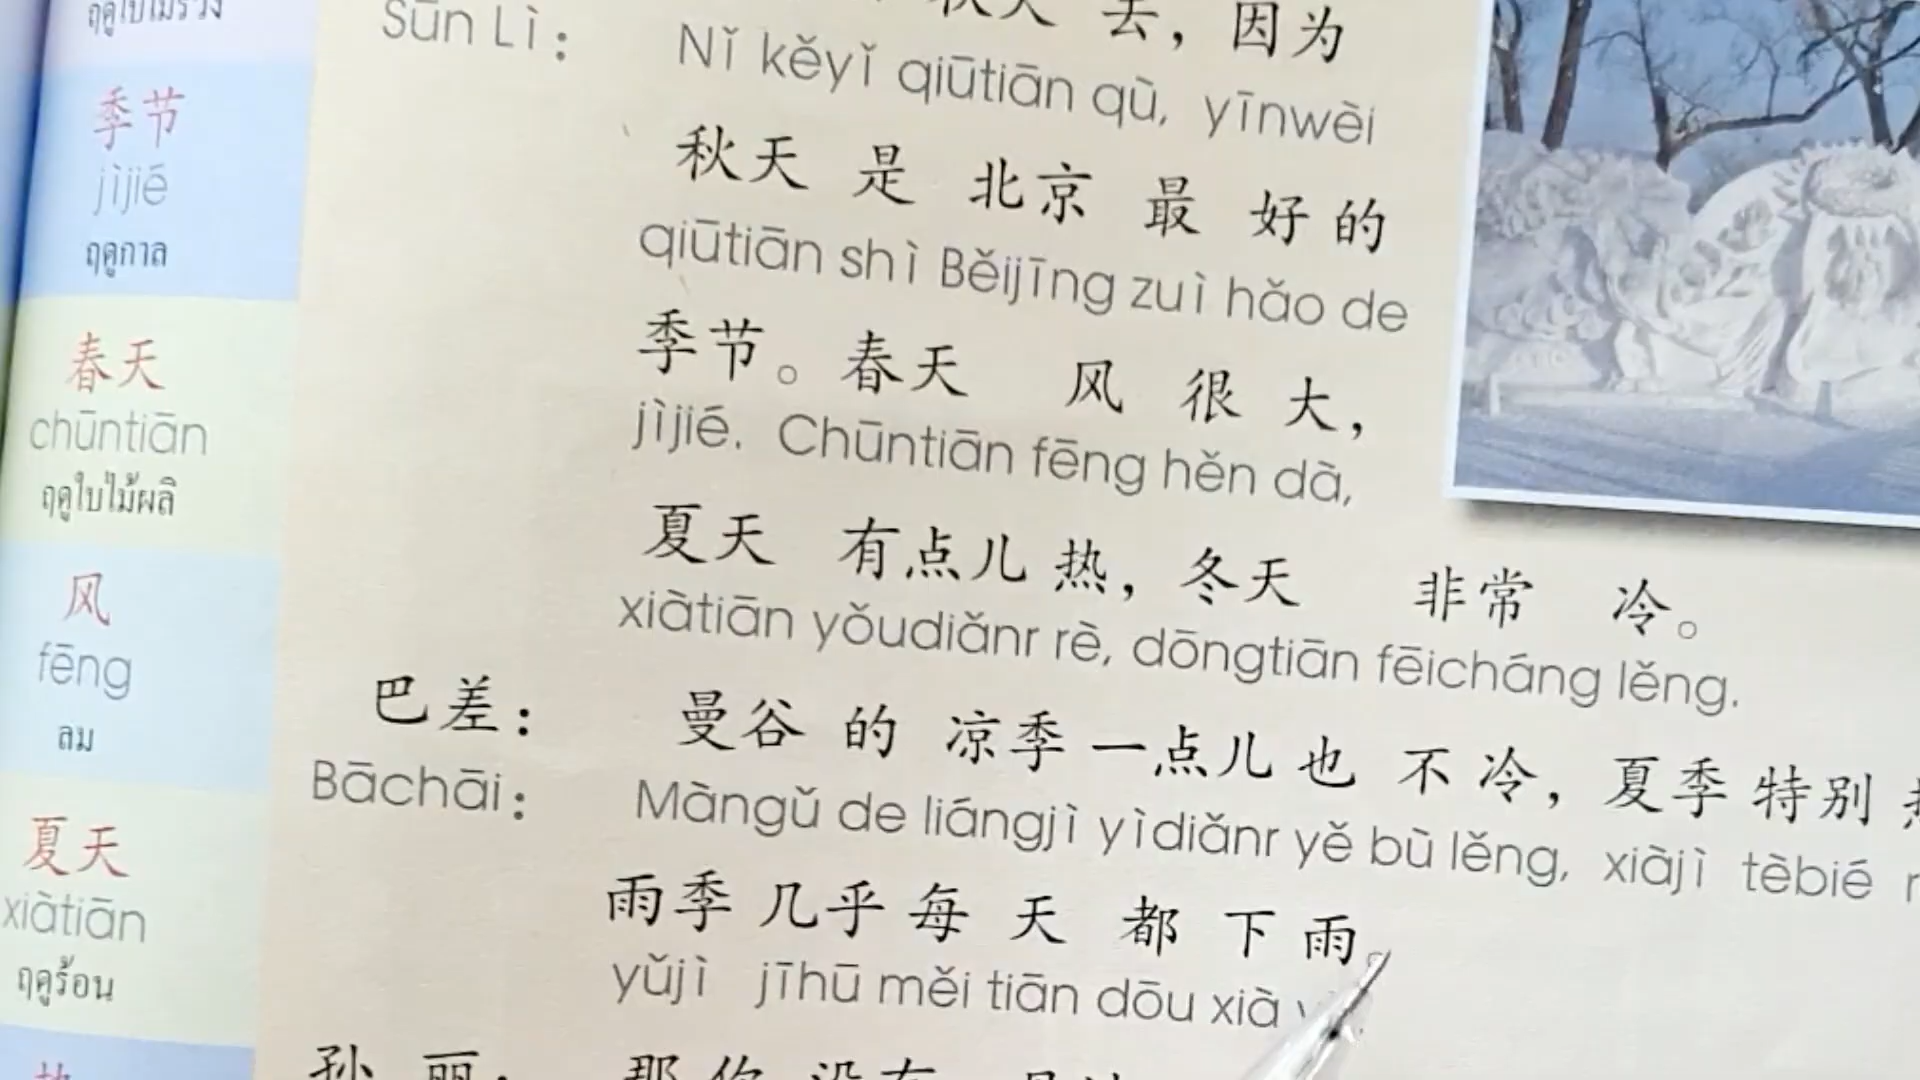 ฤดูใบไม้ร่วง
季节
jìjié
ฤดูกาล
春天
chūntiān
ฤดูใบไม้ผลิ
风
fēng
ลม
夏天
xiàtiān
ฤดูร้อน
秋天 去，因为
Sūn Lì： Nǐ kěyǐ qiūtiān qù, yīnwèi
秋天 是 北京 最 好 的
qiūtiān shì Běijīng zuì hǎo de
季节。春天 风 很 大，
jìjié. Chūntiān fēng hěn dà,
夏天 有点儿 热，冬天 非常 冷。
xiàtiān yǒudiǎnr rè, dōngtiān fēicháng lěng.
巴差： 曼谷 的 凉季 一点儿 也 不 冷，夏季 特别
Bāchāi： Màngǔ de liángjì yìdiǎnr yě bù lěng, xiàjì tèbié
雨季 几乎 每 天 都 下 雨。
yǔjì jīhū měi tiān dōu xià
孙 丽： 那 你 没有